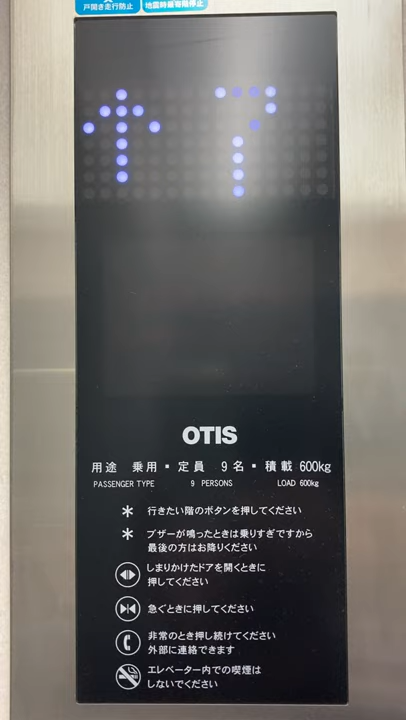 戸開き走行防止 地震時最寄階停止
↑ 7
OTIS
用途 乗用▪定員 9名▪積載 600kg
PASSENGER TYPE 9 PERSONS LOAD 600kg
* 行きたい階のボタンを押してください
* ブザーが鳴ったときは乗りすぎですから
最後の方はお降りください
しまりかけたドアを開くときに
押してください
急ぐときに押してください
非常のとき押し続けてください
外部に連絡できます
エレベーター内での喫煙は
しないでください